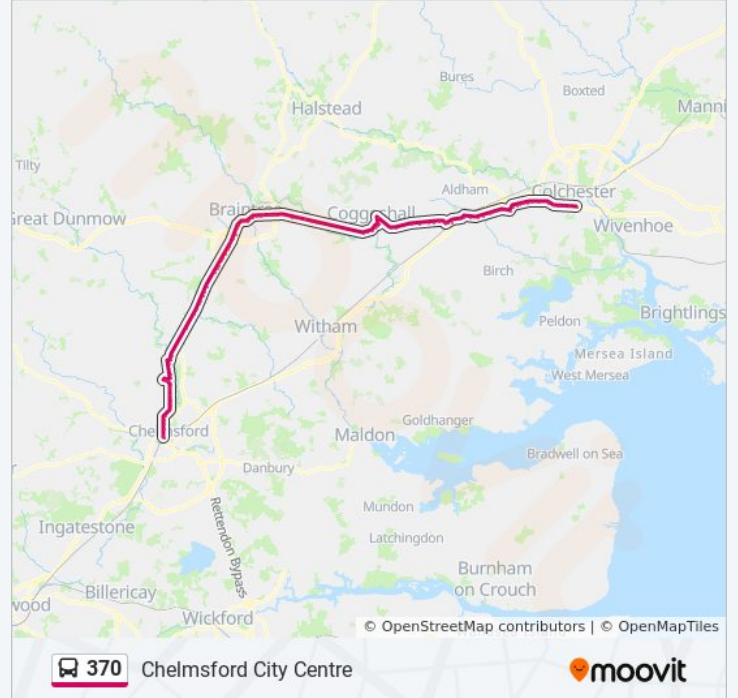 Bures
Boxted
Halstead
Manni
Tilty
Aldham
Colchester
Great Dunmow
Braintree
Coggeshall
Wivenhoe
Birch
Brightlings
Witham
Peldon
Mersea Island
West Mersea
Goldhanger
Chelmsford
Maldon
Bradwell on Sea
Danbury
Rettendon Bypass
Mundon
Ingatestone
Latchingdon
Burnham
on Crouch
Billericay
wood
Wickford
© OpenStreetMap contributors | © OpenMapTiles
370 Chelmsford City Centre
moovit